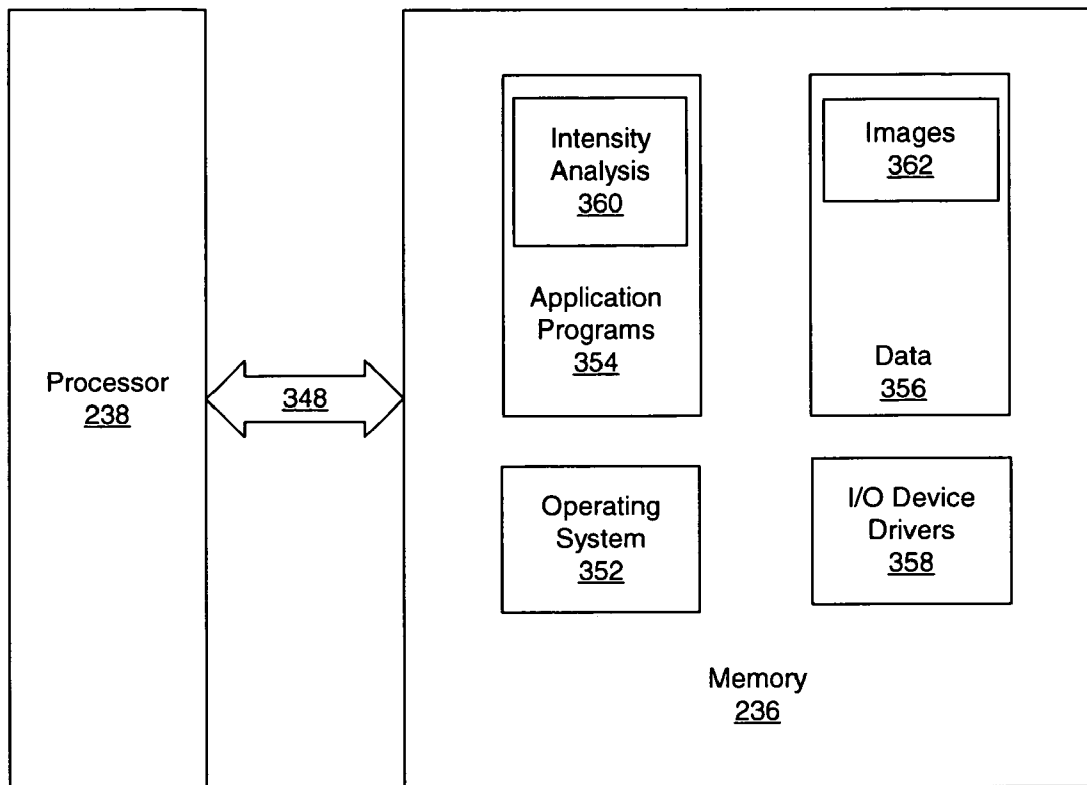 Processor
238
348
Intensity
Analysis
360
Application
Programs
354
Images
362
Data
356
Operating
System
352
I/O Device
Drivers
358
Memory
236